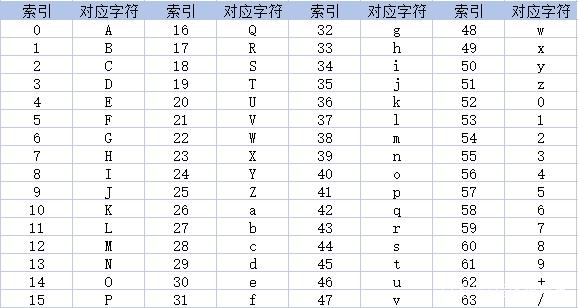 索引 对应字符 索引 对应字符 索引 对应字符 索引 对应字符
0 A 16 Q 32 g 48 w
1 B 17 R 33 h 49 x
2 C 18 S 34 i 50 y
3 D 19 T 35 j 51 z
4 E 20 U 36 k 52 0
5 F 21 V 37 l 53 1
6 G 22 W 38 m 54 2
7 H 23 X 39 n 55 3
8 I 24 Y 40 o 56 4
9 J 25 Z 41 p 57 5
10 K 26 a 42 q 58 6
11 L 27 b 43 r 59 7
12 M 28 c 44 s 60 8
13 N 29 d 45 t 61 9
14 O 30 e 46 u 62 +
15 P 31 f 47 v 63 /